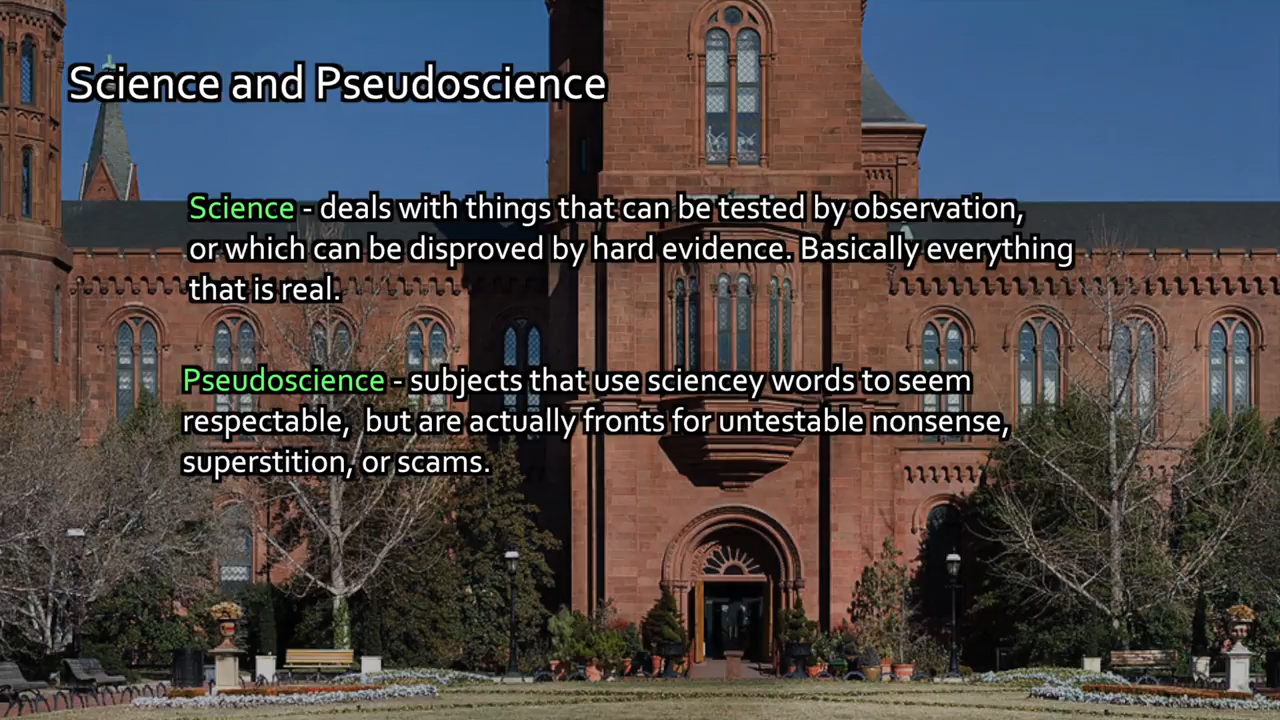 Science and Pseudoscience
Science - deals with things that can be tested by observation,
or which can be disproved by hard evidence. Basically everything
that is real.
Pseudoscience - subjects that use sciencey words to seem
respectable,  but are actually fronts for untestable nonsense,
superstition, or scams.